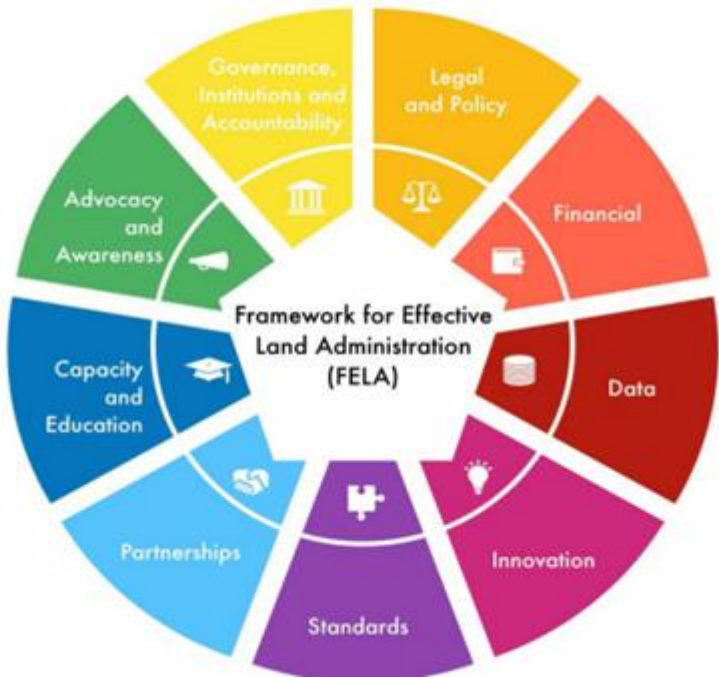 Governance,
Institutions and
Accountability
Legal
and Policy
Financial
Data
Innovation
Standards
Partnerships
Capacity
and
Education
Advocacy
and
Awareness
Framework for Effective
Land Administration
(FELA)